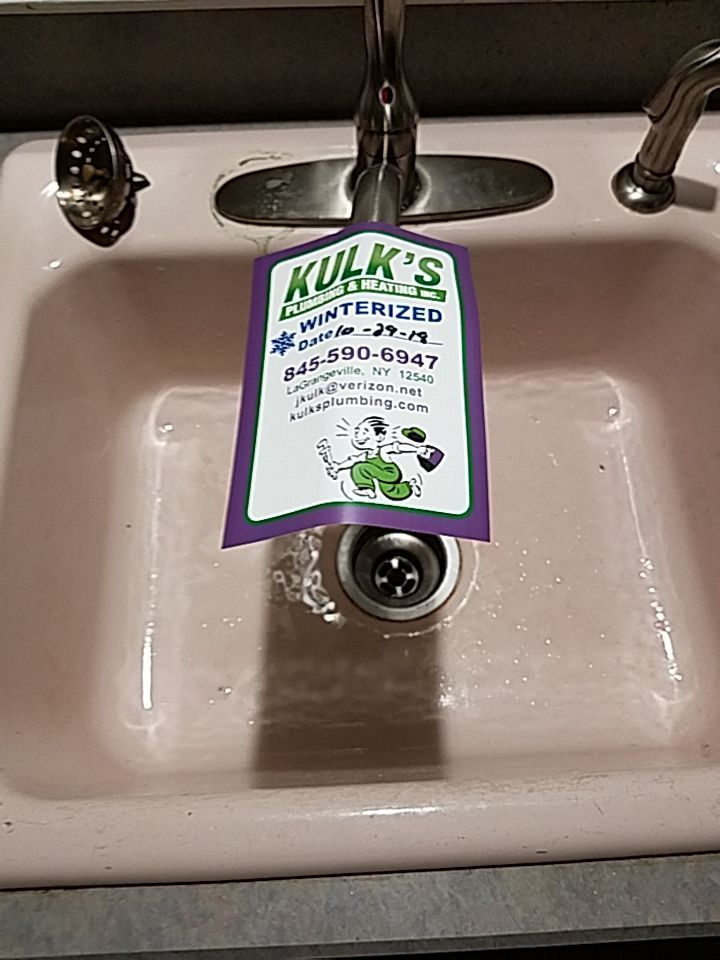 KULK'S
PLUMBING & HEATING INC.
WINTERIZED
Date 10-29-18
845-590-6947
LaGrangeville, NY 12540
jkulk@verizon.net
kulksplumbing.com